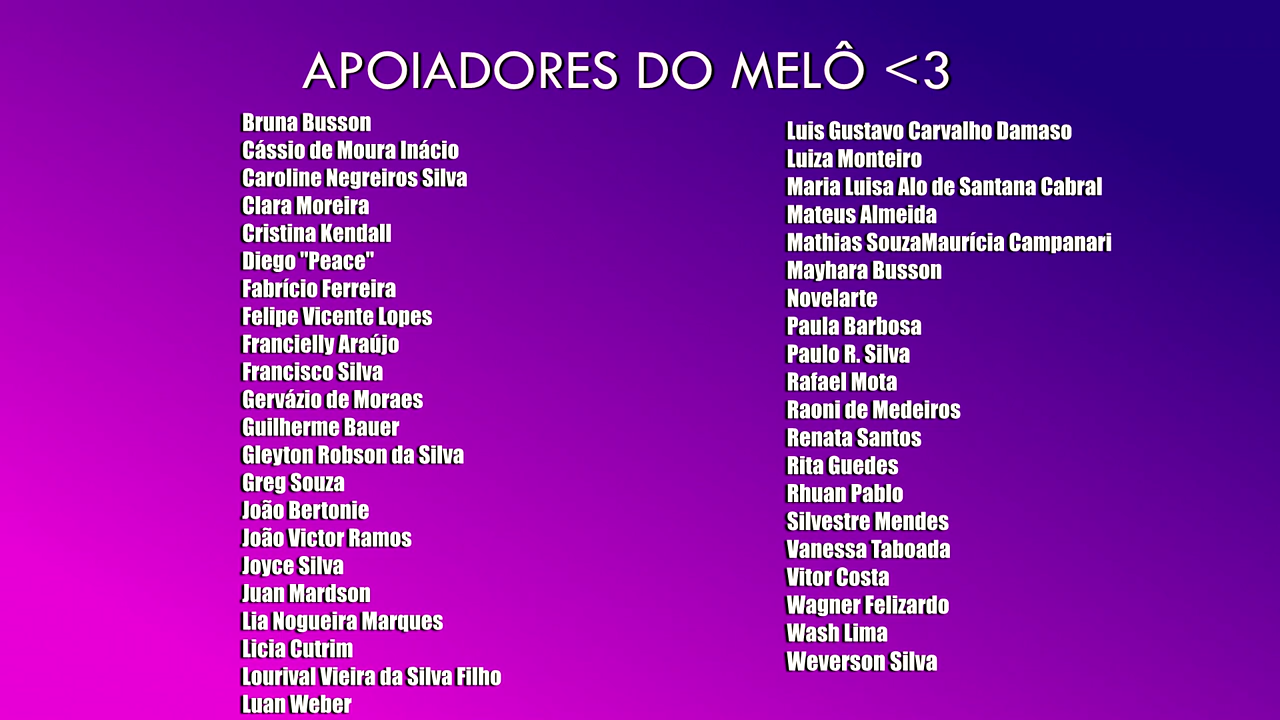 APOIADORES DO MELÔ <3
Bruna Busson
Cássio de Moura Inácio
Caroline Negreiros Silva
Clara Moreira
Cristina Kendall
Diego "Peace"
Fabrício Ferreira
Felipe Vicente Lopes
Francielly Araújo
Francisco Silva
Gervázio de Moraes
Guilherme Bauer
Gleyton Robson da Silva
Greg Souza
João Bertonie
João Victor Ramos
Joyce Silva
Juan Mardson
Lia Nogueira Marques
Licia Cutrim
Lourival Vieira da Silva Filho
Luan Weber
Luis Gustavo Carvalho Damaso
Luiza Monteiro
Maria Luisa Alo de Santana Cabral
Mateus Almeida
Mathias SouzaMaurícia Campanari
Mayhara Busson
Novelarte
Paula Barbosa
Paulo R. Silva
Rafael Mota
Raoni de Medeiros
Renata Santos
Rita Guedes
Rhuan Pablo
Silvestre Mendes
Vanessa Taboada
Vitor Costa
Wagner Felizardo
Wash Lima
Weverson Silva